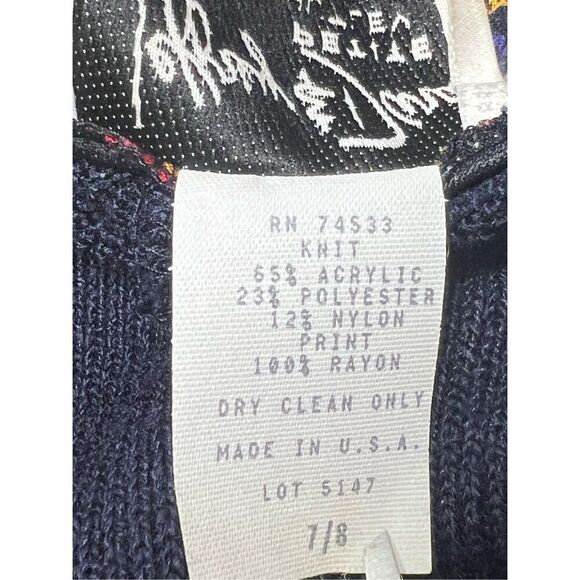 RN 74533
KNIT
65% ACRYLIC
23% POLYESTER
12% NYLON
PRINT
100% RAYON
DRY CLEAN ONLY
MADE IN U.S.A.
LOT 5147
7/8